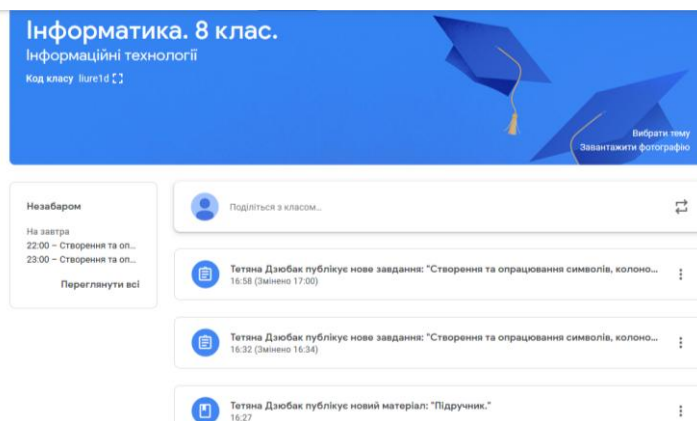 Інформатика. 8 клас.
Інформаційні технології
Код класу liure1d
Вибрати тему
Завантажити фотографію
Незабаром
На завтра
22:00 – Створення та оп...
23:00 – Створення та оп...
Переглянути всі
Поділіться з класом...
Тетяна Дзюбак публікує нове завдання: "Створення та опрацювання символів, колоно...
16:58 (Змінено 17:00)
Тетяна Дзюбак публікує нове завдання: "Створення та опрацювання символів, колоно...
16:32 (Змінено 16:34)
Тетяна Дзюбак публікує новий матеріал: "Підручник."
16:27